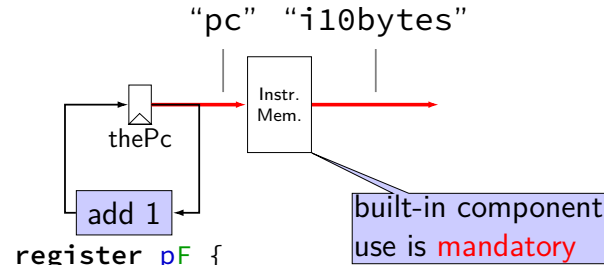 “pc” “i10bytes”
Instr.
Mem.
thePc
add 1
built-in component
use is mandatory
register pF {